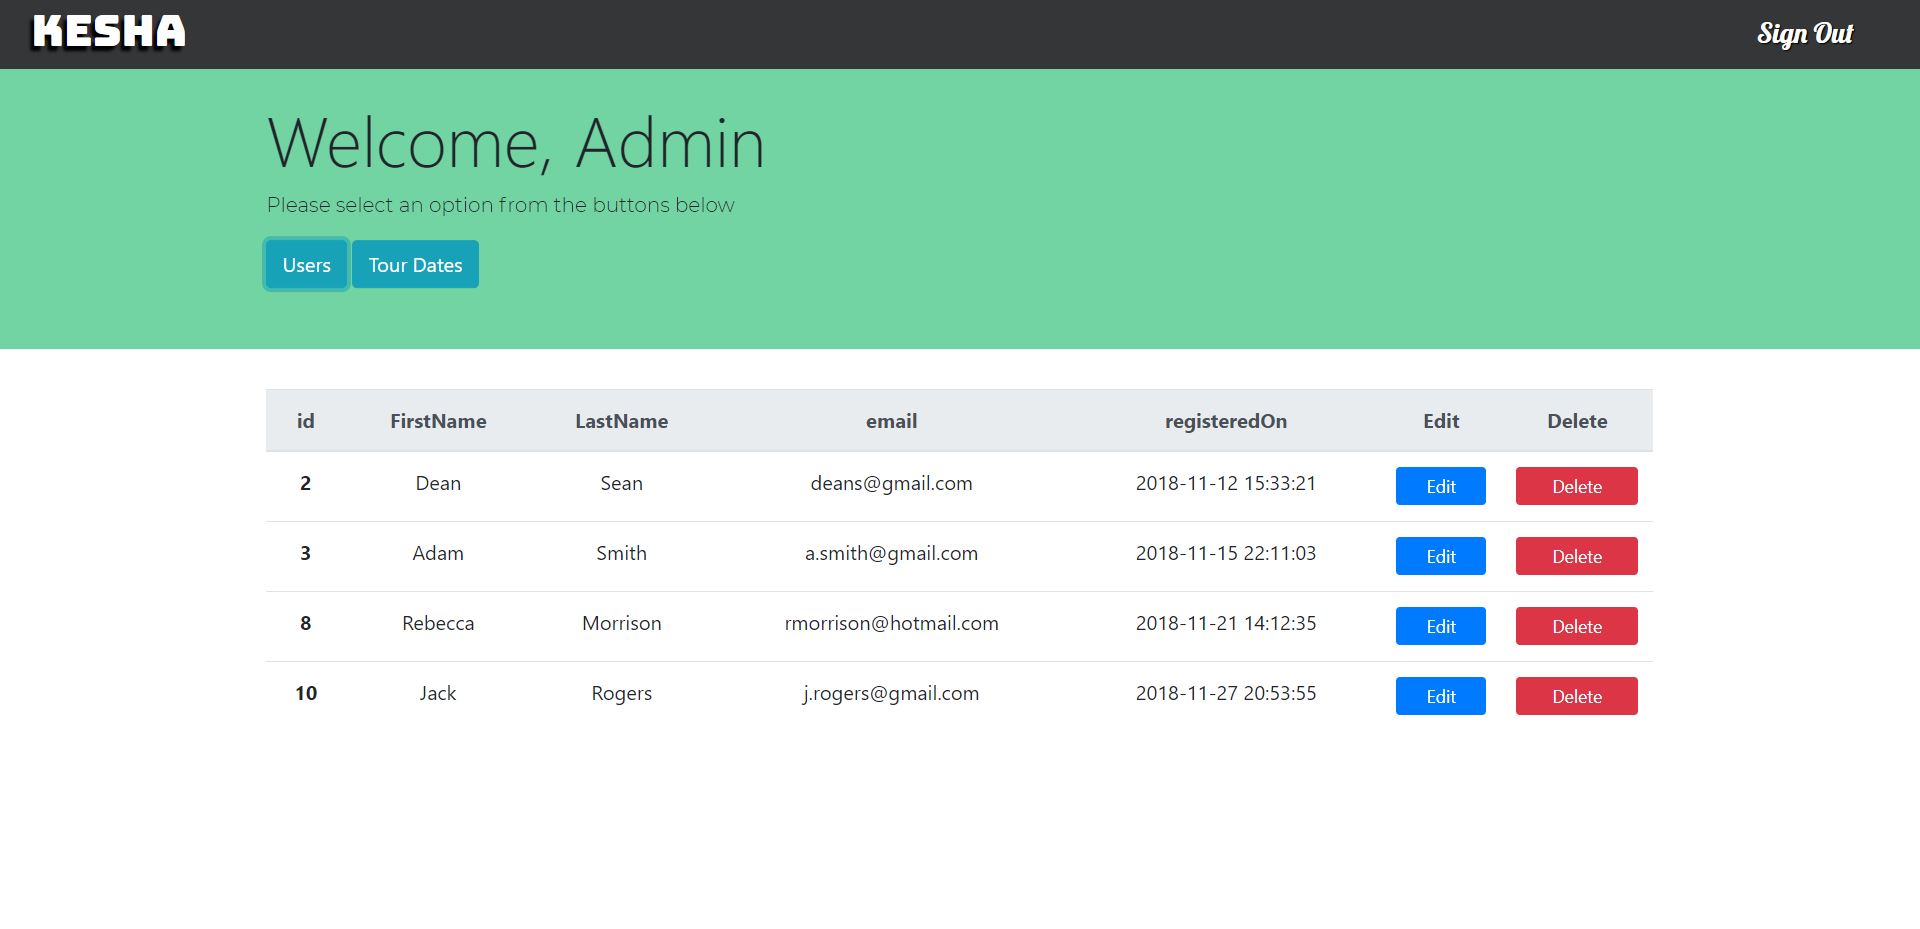 KESHA Sign Out
Welcome, Admin
Please select an option from the buttons below
Users Tour Dates
id FirstName LastName email registeredOn Edit Delete
2 Dean Sean deans@gmail.com 2018-11-12 15:33:21 Edit Delete
3 Adam Smith a.smith@gmail.com 2018-11-15 22:11:03 Edit Delete
8 Rebecca Morrison rmorrison@hotmail.com 2018-11-21 14:12:35 Edit Delete
10 Jack Rogers j.rogers@gmail.com 2018-11-27 20:53:55 Edit Delete